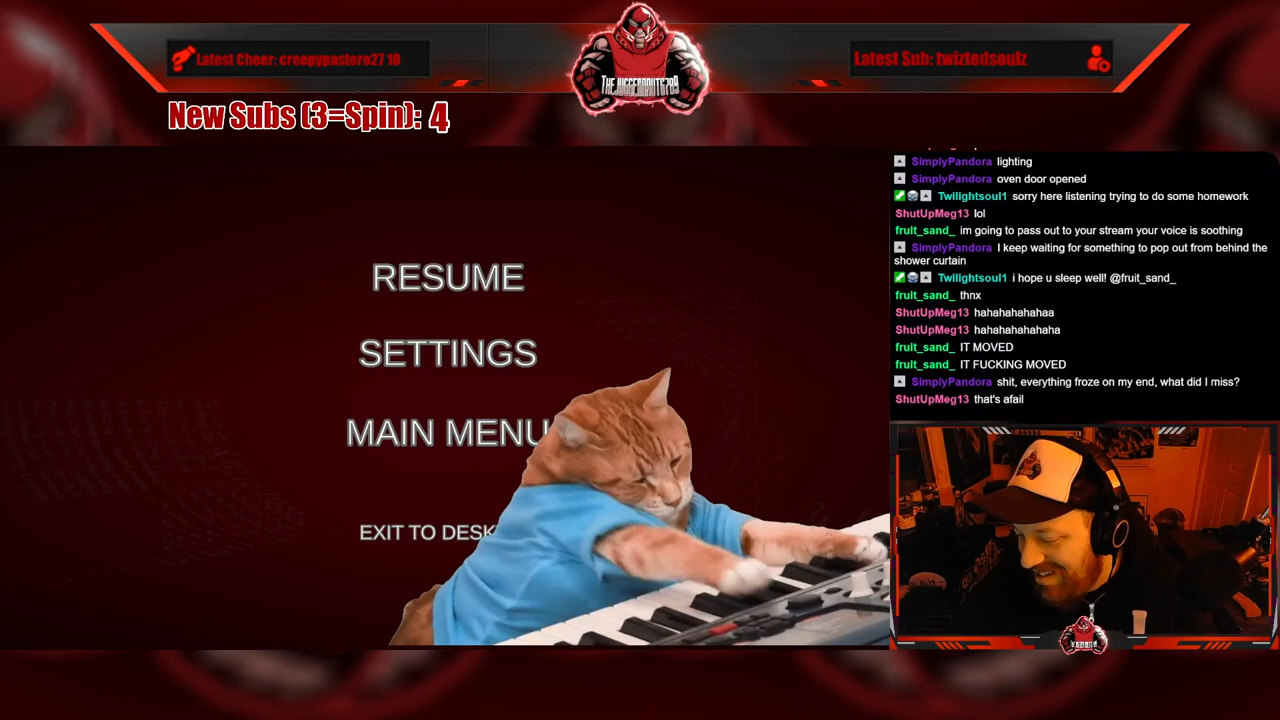 Latest Cheer: creepypastero27 10
THEJUGGERNAUT6789
Latest Sub: twiztedsoulz
New Subs (3=Spin): 4
RESUME
SETTINGS
MAIN MENU
EXIT TO DESK
SimplyPandora lighting
SimplyPandora oven door opened
Twilightsoul1 sorry here listening trying to do some homework
ShutUpMeg13 lol
fruit_sand_ im going to pass out to your stream your voice is soothing
SimplyPandora I keep waiting for something to pop out from behind the
shower curtain
Twilightsoul1 i hope u sleep well! @fruit_sand_
fruit_sand_ thnx
ShutUpMeg13 hahahahahahaa
ShutUpMeg13 hahahahahahaha
fruit_sand_ IT MOVED
fruit_sand_ IT FUCKING MOVED
SimplyPandora shit, everything froze on my end, what did I miss?
ShutUpMeg13 that's afail